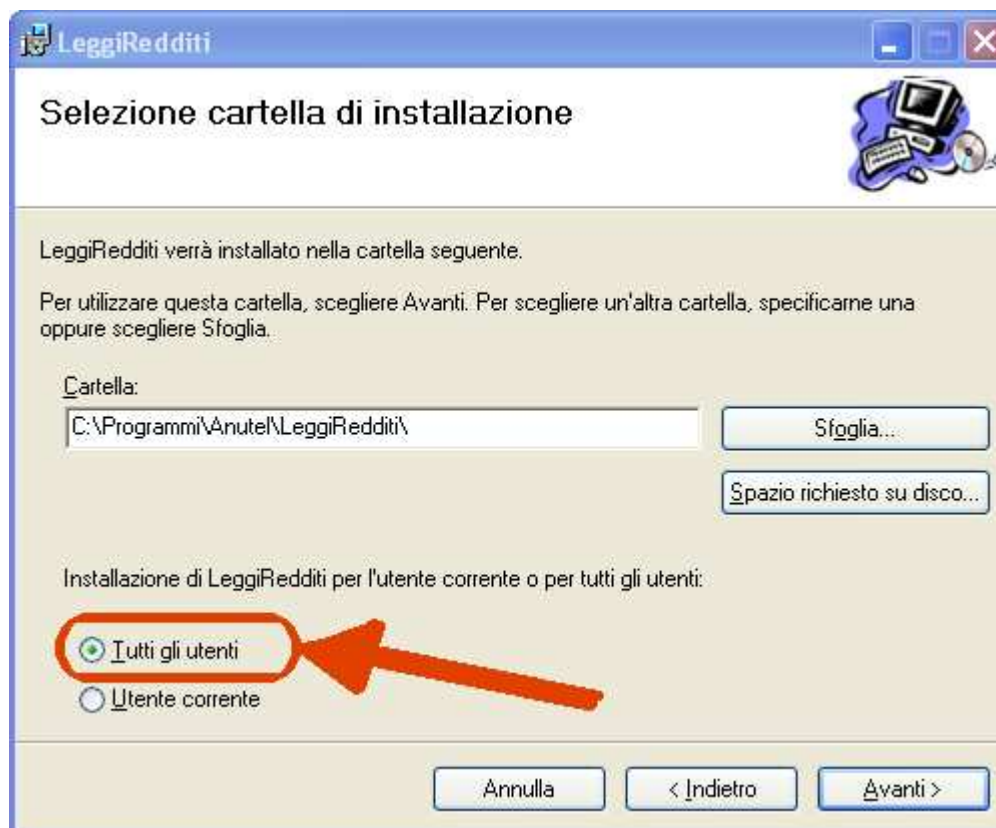 LeggiRedditi
Selezione cartella di installazione
LeggiRedditi verrà installato nella cartella seguente.
Per utilizzare questa cartella, scegliere Avanti. Per scegliere un'altra cartella, specificarne una
oppure scegliere Sfoglia.
Cartella:
C:\Programmi\Anutel\LeggiRedditi\
Sfoglia...
Spazio richiesto su disco...
Installazione di LeggiRedditi per l'utente corrente o per tutti gli utenti:
Tutti gli utenti
Utente corrente
Annulla
< Indietro
Avanti >